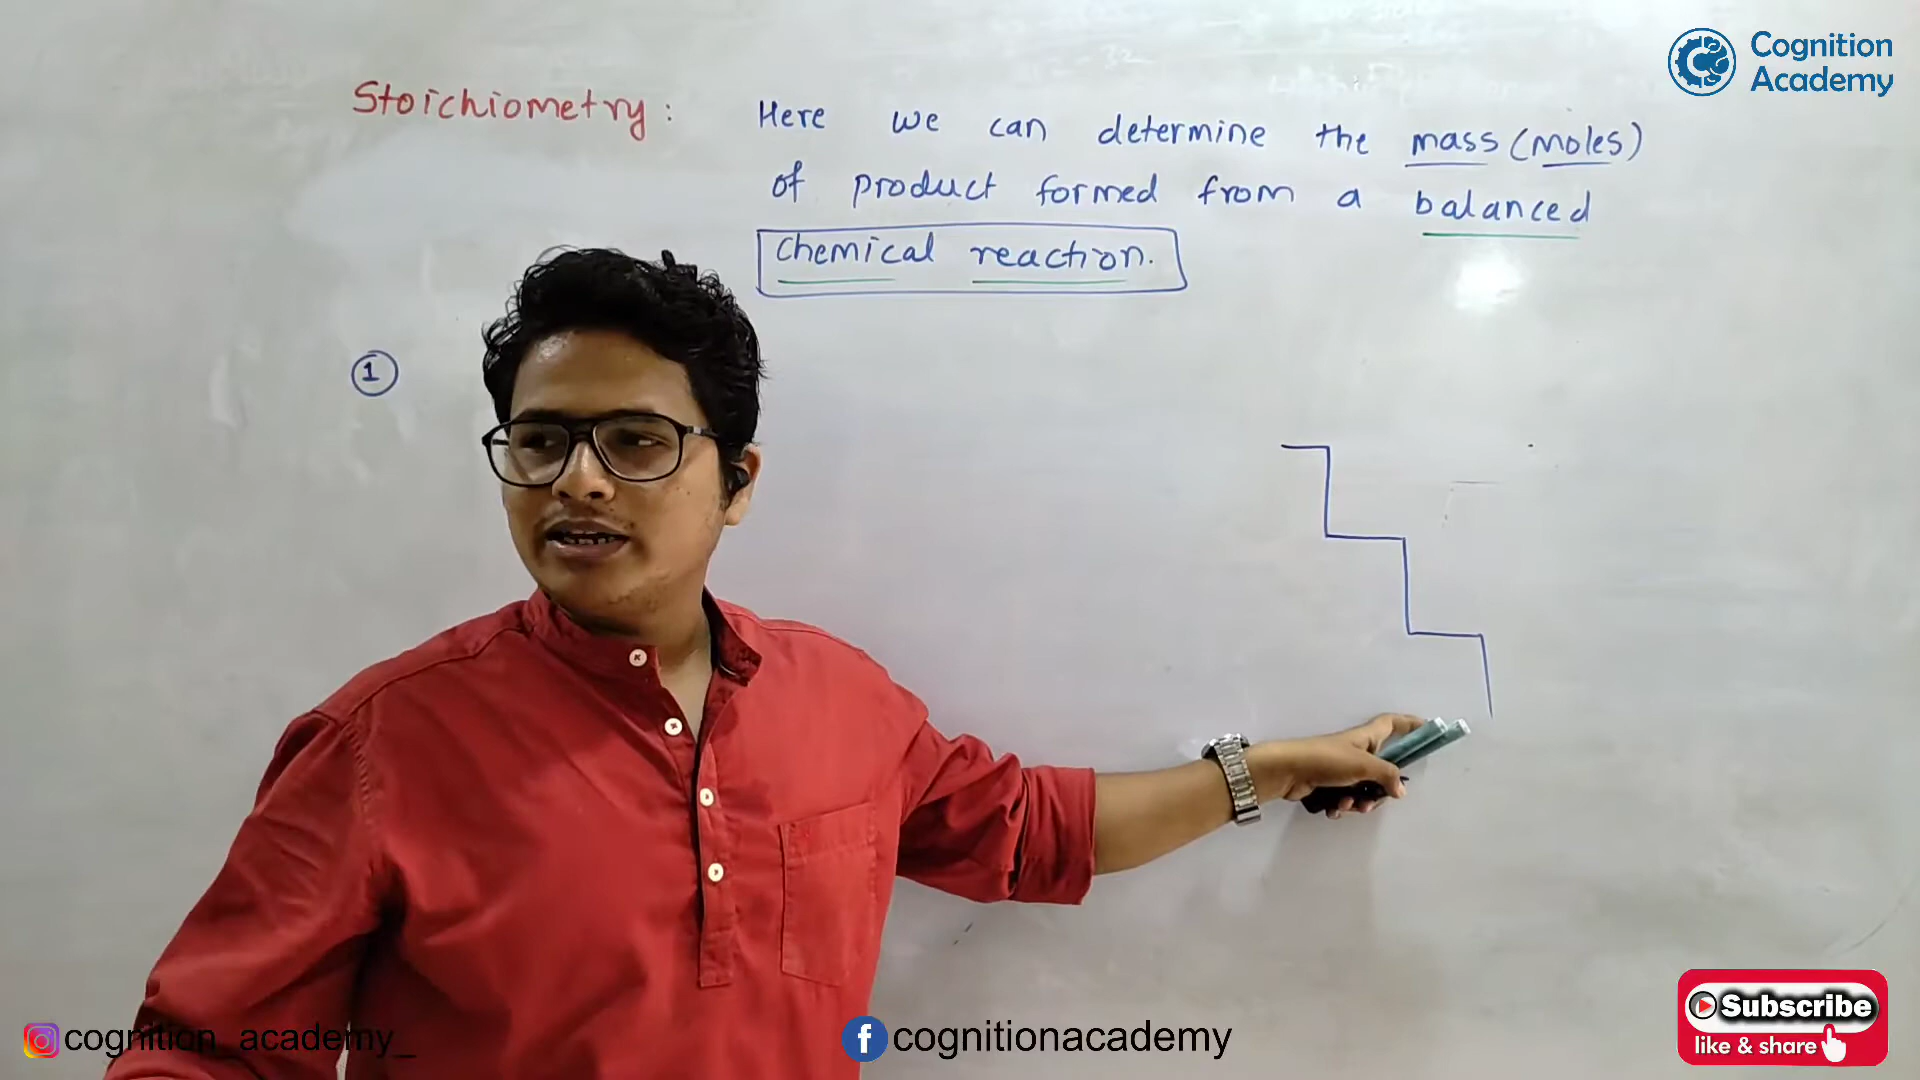 Cognition
Academy
Stoichiometry : Here we can determine the mass (moles)
of product formed from a balanced
chemical reaction.
1
cognition_academy_
cognitionacademy
Subscribe
like & share